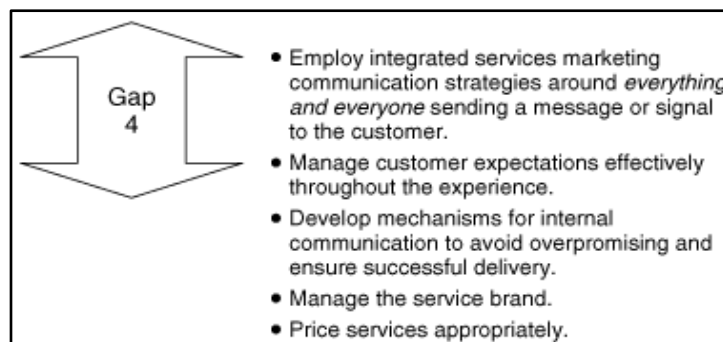 Gap
4
• Employ integrated services marketing
communication strategies around everything
and everyone sending a message or signal
to the customer.
• Manage customer expectations effectively
throughout the experience.
• Develop mechanisms for internal
communication to avoid overpromising and
ensure successful delivery.
• Manage the service brand.
• Price services appropriately.